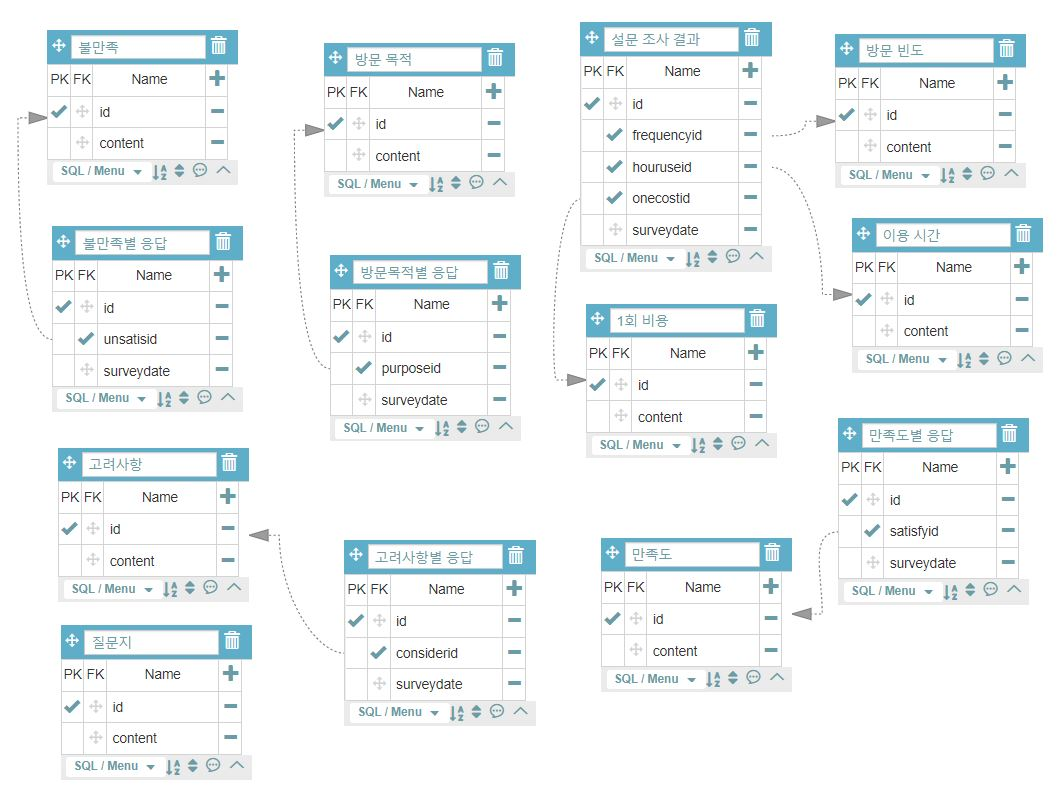 불만족
PK FK Name
id
content
SQL / Menu
방문 목적
PK FK Name
id
content
SQL / Menu
설문 조사 결과
PK FK Name
id
frequencyid
houruseid
onecostid
surveydate
SQL / Menu
방문 빈도
PK FK Name
id
content
SQL / Menu
불만족별 응답
PK FK Name
id
unsatisid
surveydate
SQL / Menu
방문목적별 응답
PK FK Name
id
purposeid
surveydate
SQL / Menu
1회 비용
PK FK Name
id
content
SQL / Menu
이용 시간
PK FK Name
id
content
SQL / Menu
고려사항
PK FK Name
id
content
SQL / Menu
고려사항별 응답
PK FK Name
id
considerid
surveydate
SQL / Menu
만족도
PK FK Name
id
content
SQL / Menu
만족도별 응답
PK FK Name
id
satisfyid
surveydate
SQL / Menu
질문지
PK FK Name
id
content
SQL / Menu